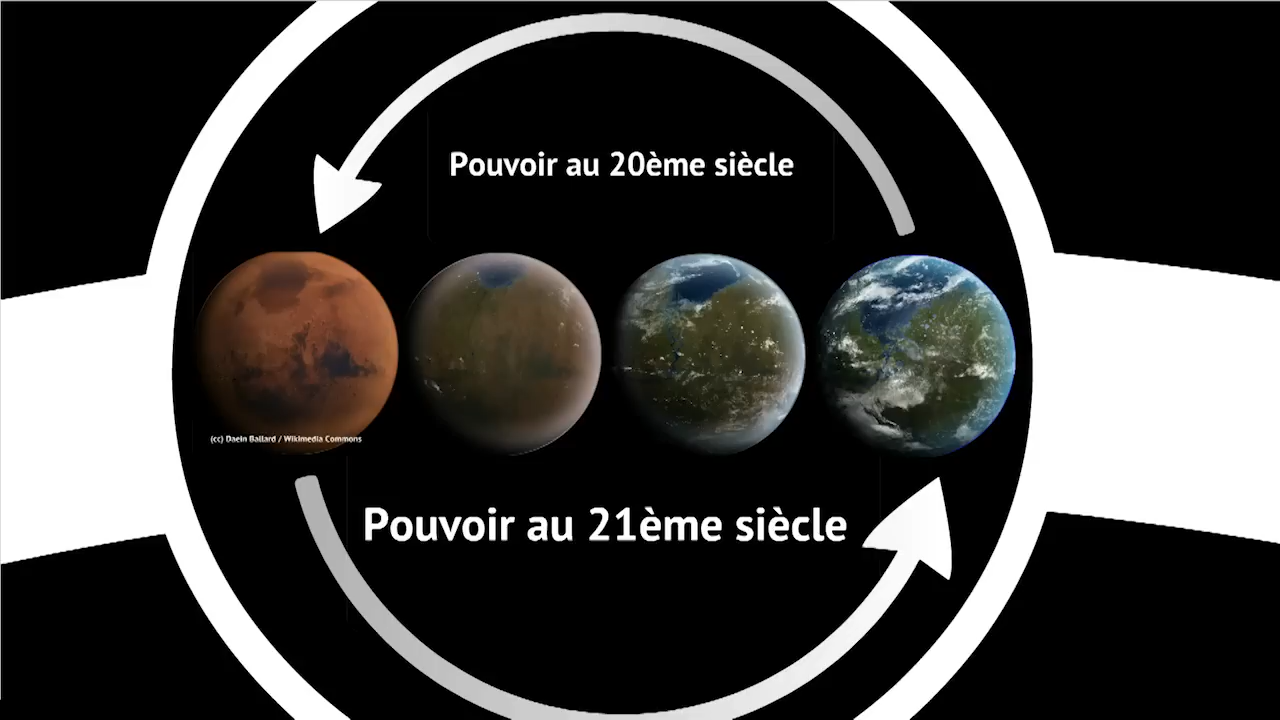 Pouvoir au 20ème siècle
(cc) Daein Ballard / Wikimedia Commons
Pouvoir au 21ème siècle